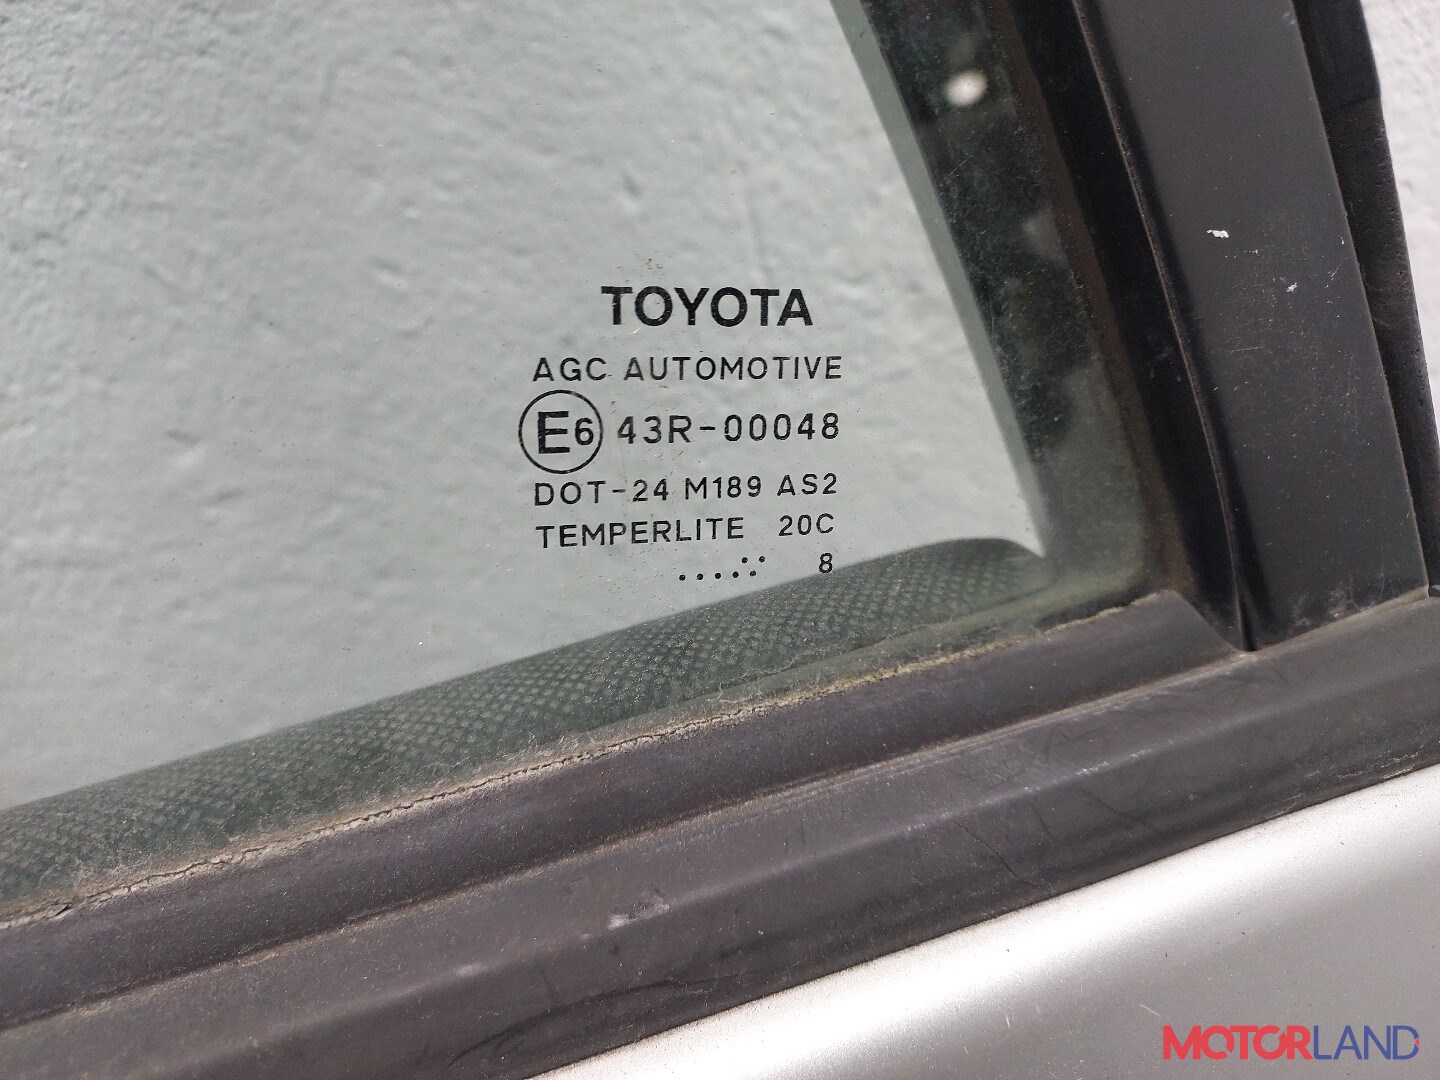 TOYOTA
AGC AUTOMOTIVE
E6 43R-00048
DOT-24 M189 AS2
TEMPERLITE 20C
.....:· 8
MOTORLAND